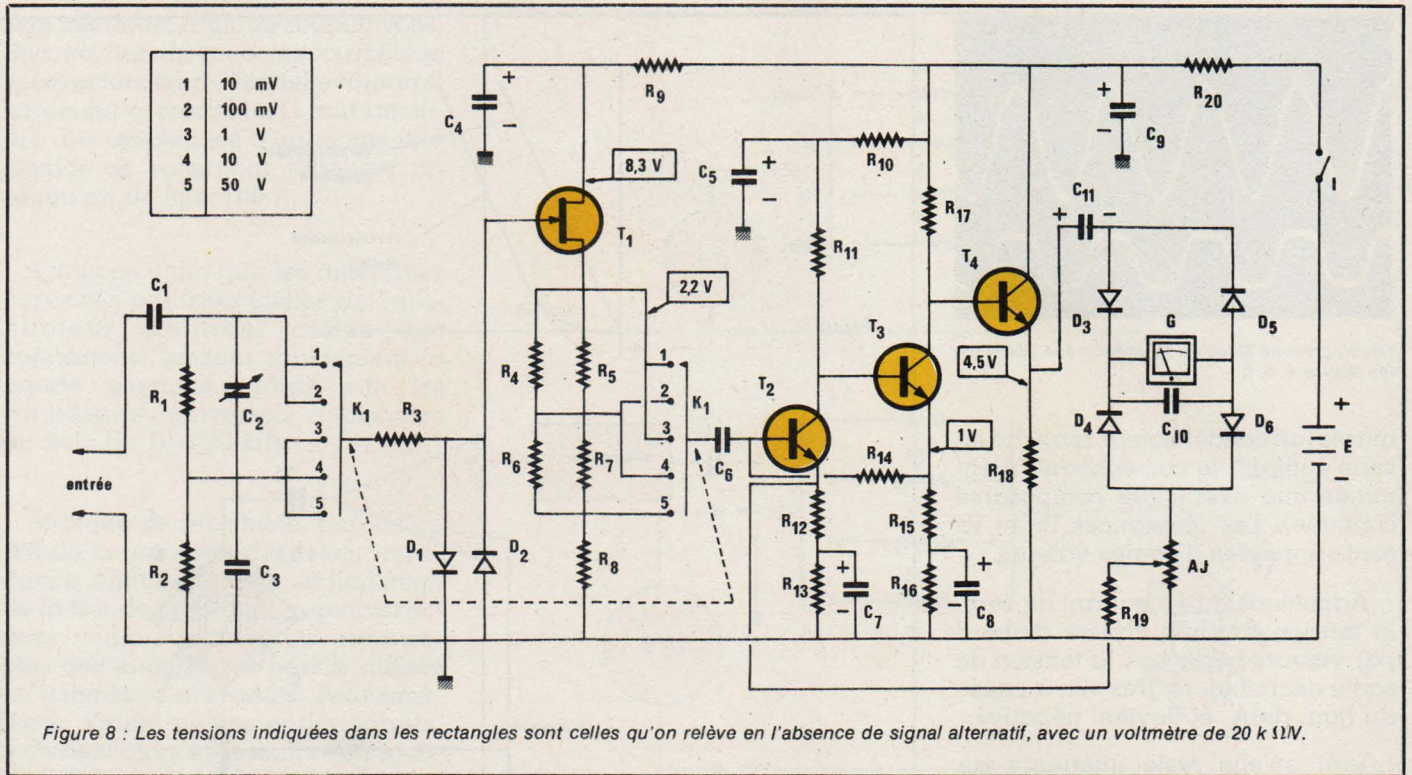 1 10 mV
2 100 mV
3 1 V
4 10 V
5 50 V
C4
+
-
R9
R20
+
-
C9
8,3 V
T1
C5
+
-
R10
R11
R17
T4
C11
+ -
I
C1
R1
C2
1
2
3
4
5
K1
R3
2,2 V
R4
R5
R6
R7
1
2
3
4
5
K1
C6
T2
T3
4,5 V
1 V
D3
G
D5
D4
C10
D6
+
E
-
entrée
R2
C3
D1
D2
R8
R12
R14
R15
R18
R13
+
C7
R16
+
-
C8
R19
AJ
Figure 8 : Les tensions indiquées dans les rectangles sont celles qu'on relève en l'absence de signal alternatif, avec un voltmètre de 20 k Ω/V.